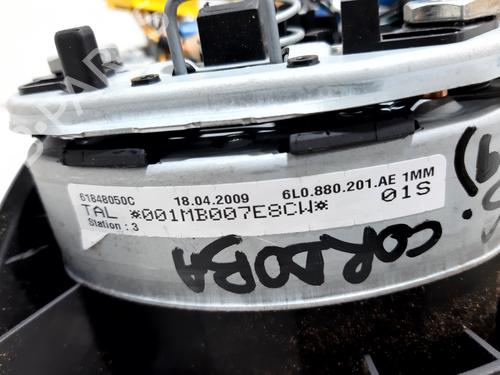 61848050C 18.04.2009 6L0.880.201.AE 1MM
TAL *001MB007E8CW* 01S
Station : 3
CORDOBA